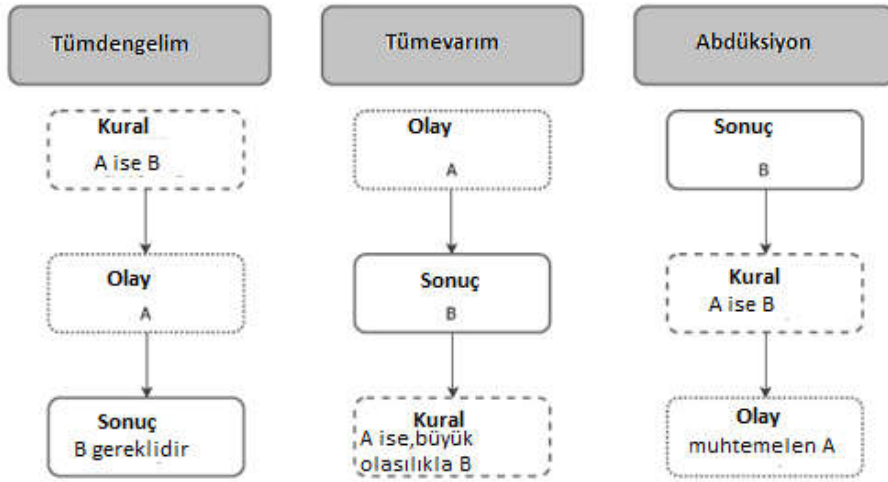 Tümdengelim
Kural
A ise B
Olay
A
Sonuç
B gereklidir
Tümevarım
Olay
A
Sonuç
B
Kural
A ise,büyük
olasılıkla B
Abdüksiyon
Sonuç
B
Kural
A ise B
Olay
muhtemelen A